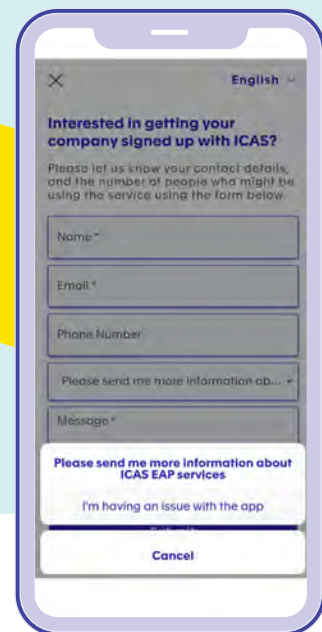 English
Interested in getting your
company signed up with ICAS?
Please let us know your contact details,
and the number of people who might be
using the service using the form below.
Name *
Email *
Phone Number
Please send me more information ab...
Message *
Please send me more information about
ICAS EAP services
I'm having an issue with the app
Submit
Cancel